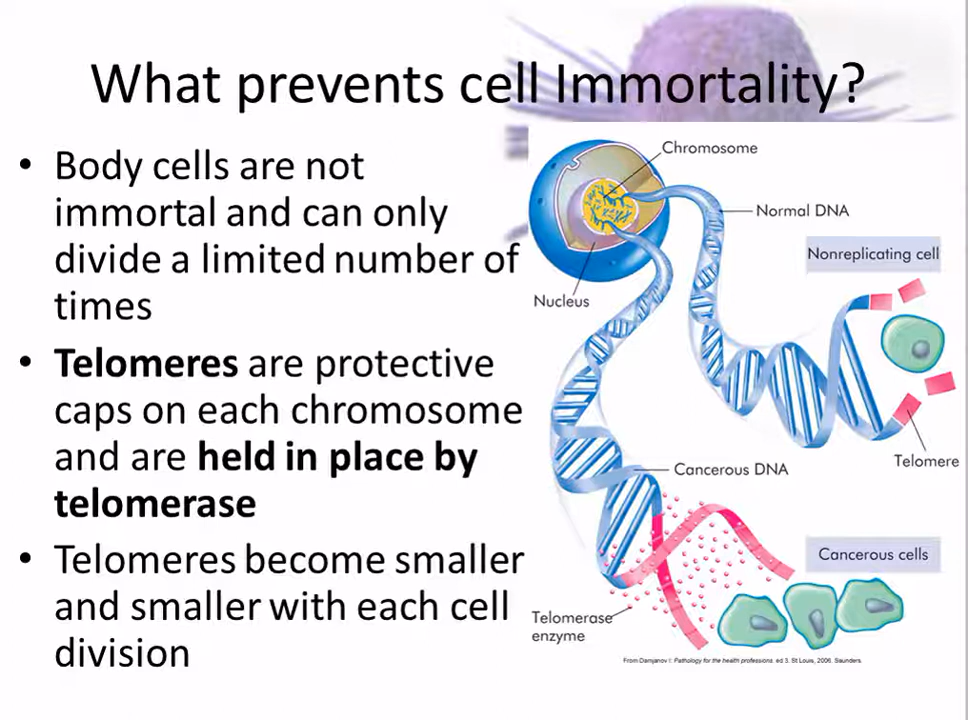 What prevents cell Immortality?
• Body cells are not
immortal and can only
divide a limited number of
times
• Telomeres are protective
caps on each chromosome
and are held in place by
telomerase
• Telomeres become smaller
and smaller with each cell
division
Chromosome
Normal DNA
Nonreplicating cell
Nucleus
Telomere
Cancerous DNA
Cancerous cells
Telomerase
enzyme
From Damjanov I: Pathology for the health professions, ed 3, St Louis, 2006, Saunders.